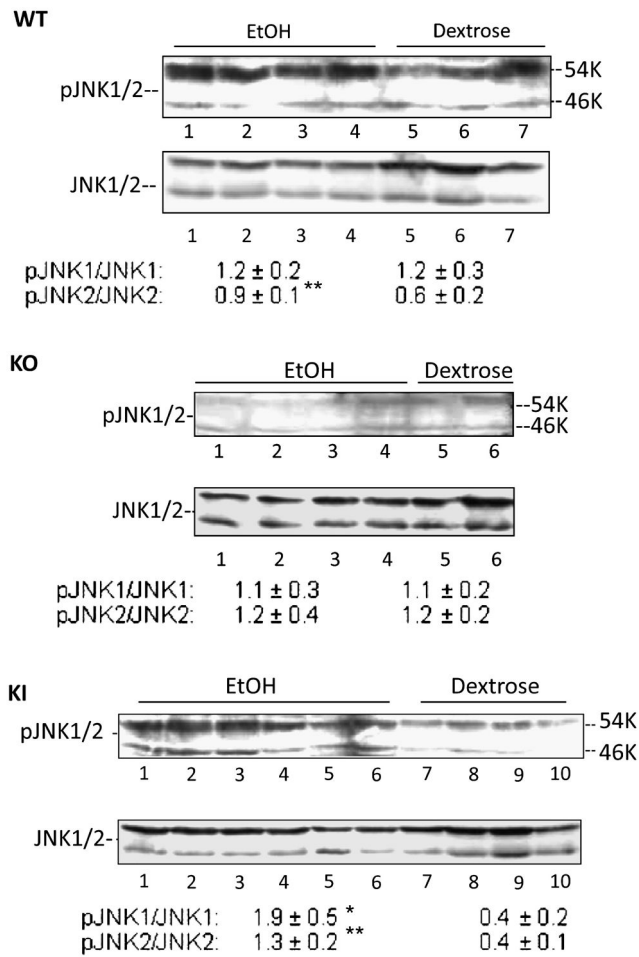 WT
EtOH Dextrose
pJNK1/2-- --54K
--46K
1 2 3 4 5 6 7
JNK1/2--
1 2 3 4 5 6 7
pJNK1/JNK1: 1.2 ± 0.2 1.2 ± 0.3
pJNK2/JNK2: 0.9 ± 0.1 ** 0.6 ± 0.2
KO
EtOH Dextrose
pJNK1/2- --54K
--46K
1 2 3 4 5 6
JNK1/2--
1 2 3 4 5 6
pJNK1/JNK1: 1.1 ± 0.3 1.1 ± 0.2
pJNK2/JNK2: 1.2 ± 0.4 1.2 ± 0.2
KI
EtOH Dextrose
pJNK1/2 - -- 54K
-- 46K
1 2 3 4 5 6 7 8 9 10
JNK1/2--
1 2 3 4 5 6 7 8 9 10
pJNK1/JNK1: 1.9 ± 0.5 * 0.4 ± 0.2
pJNK2/JNK2: 1.3 ± 0.2 ** 0.4 ± 0.1